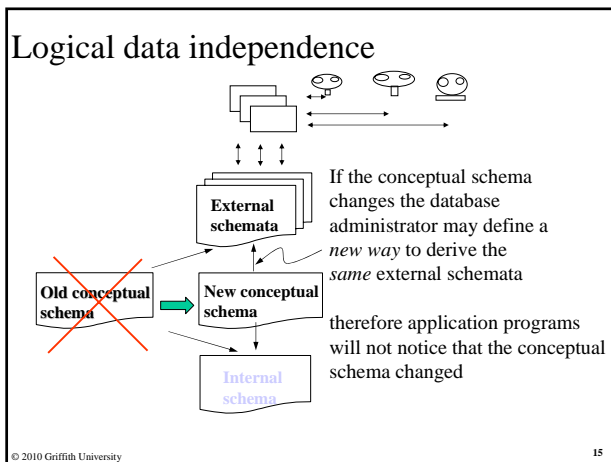 Logical data independence
External
schemata
If the conceptual schema
changes the database
administrator may define a
new way to derive the
same external schemata
Old conceptual
schema
New conceptual
schema
therefore application programs
will not notice that the conceptual
schema changed
Internal
schema
© 2010 Griffith University
15